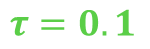 τ = 0.1